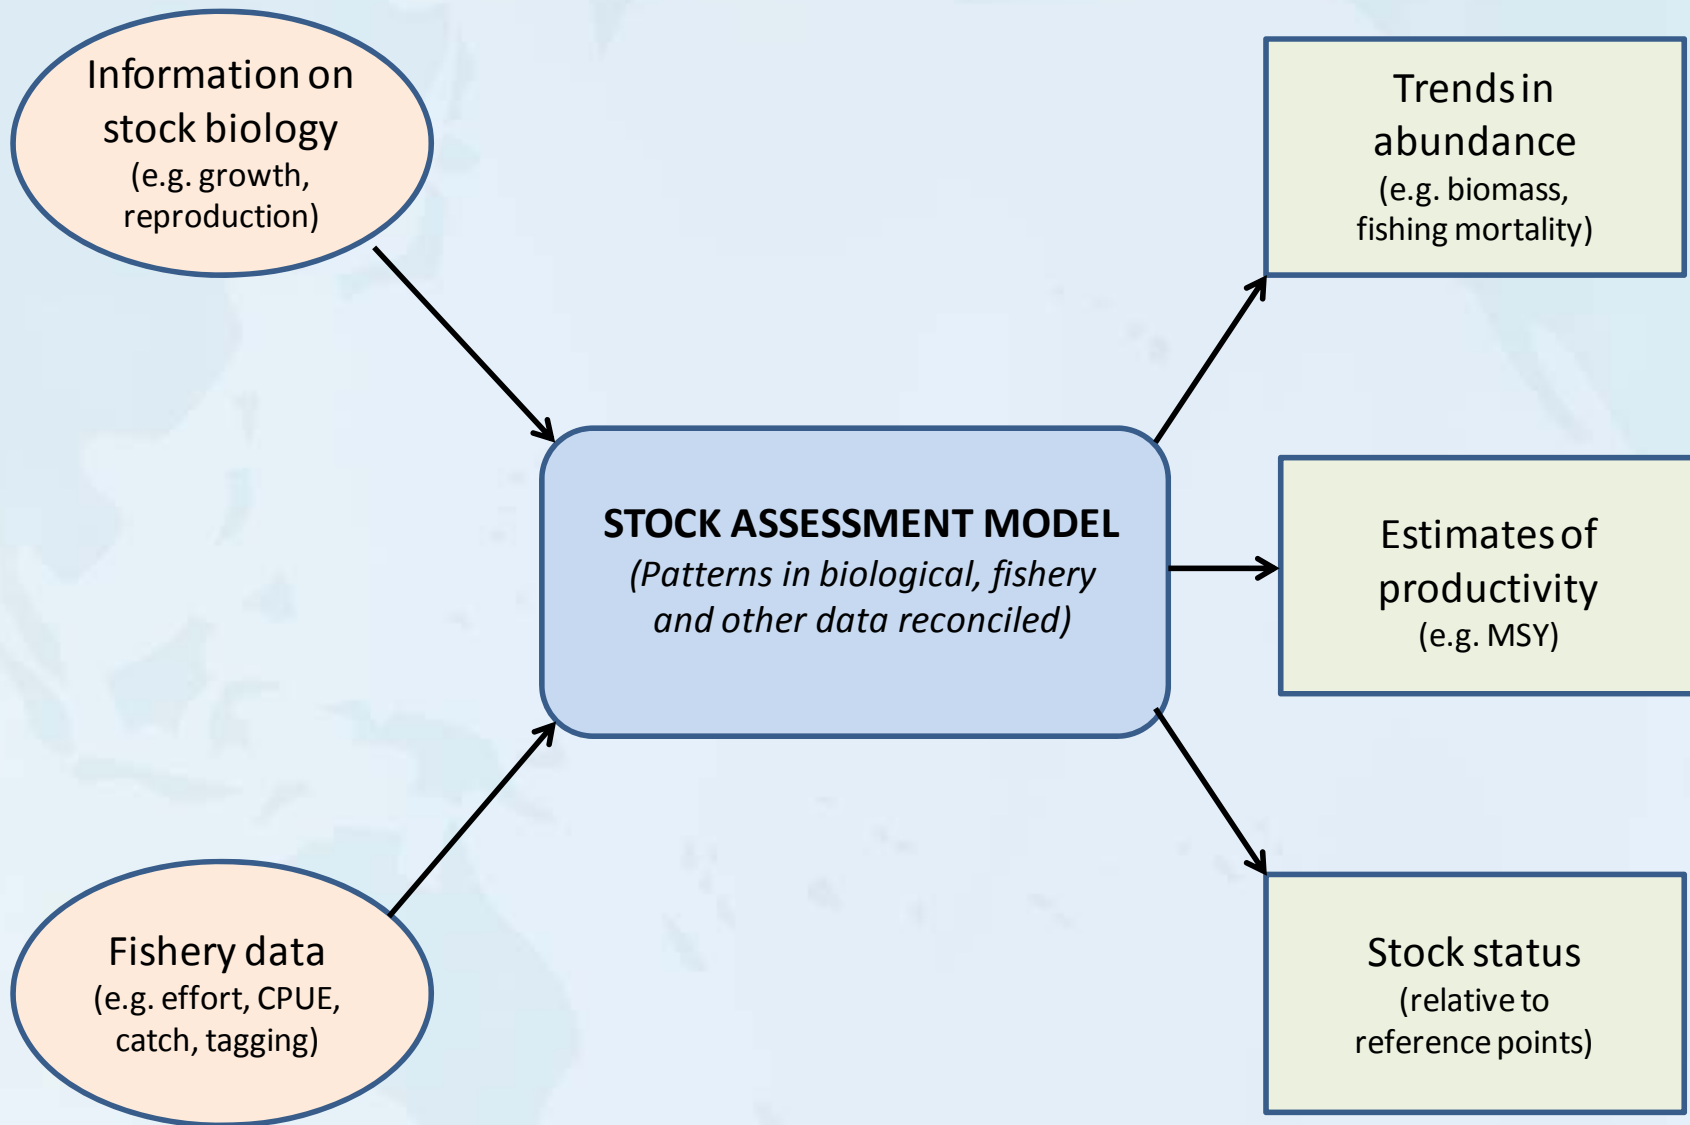 Information on
stock biology
(e.g. growth,
reproduction)
Trends in
abundance
(e.g. biomass,
fishing mortality)
STOCK ASSESSMENT MODEL
(Patterns in biological, fishery
and other data reconciled)
Estimates of
productivity
(e.g. MSY)
Fishery data
(e.g. effort, CPUE,
catch, tagging)
Stock status
(relative to
reference points)